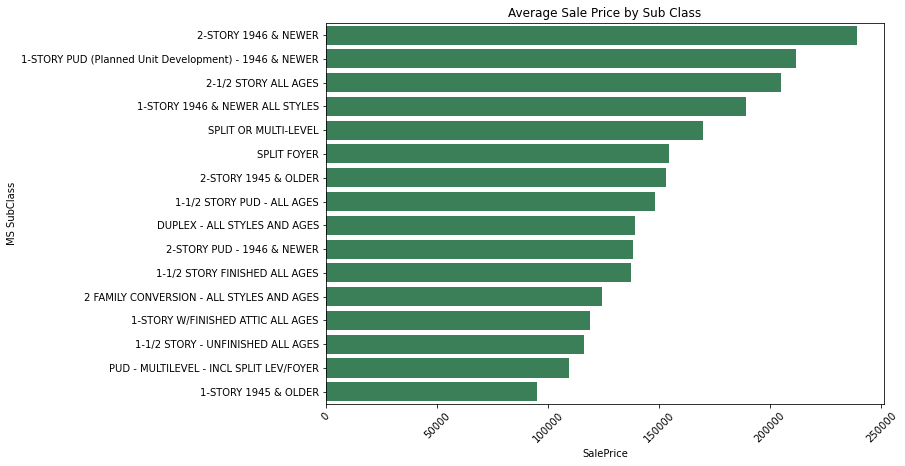 Average Sale Price by Sub Class
MS SubClass
2-STORY 1946 & NEWER
1-STORY PUD (Planned Unit Development) - 1946 & NEWER
2-1/2 STORY ALL AGES
1-STORY 1946 & NEWER ALL STYLES
SPLIT OR MULTI-LEVEL
SPLIT FOYER
2-STORY 1945 & OLDER
1-1/2 STORY PUD - ALL AGES
DUPLEX - ALL STYLES AND AGES
2-STORY PUD - 1946 & NEWER
1-1/2 STORY FINISHED ALL AGES
2 FAMILY CONVERSION - ALL STYLES AND AGES
1-STORY W/FINISHED ATTIC ALL AGES
1-1/2 STORY - UNFINISHED ALL AGES
PUD - MULTILEVEL - INCL SPLIT LEV/FOYER
1-STORY 1945 & OLDER
0
50000
100000
150000
200000
250000
SalePrice